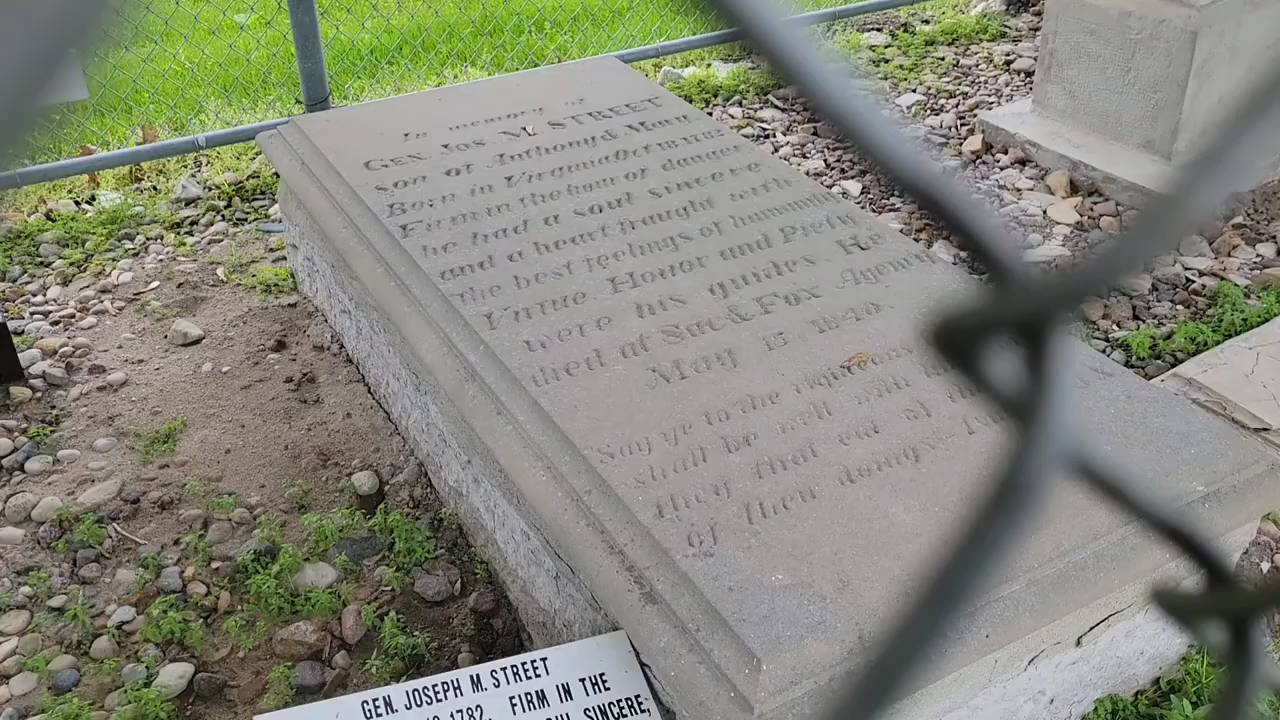 In memory of
GEN. JOS M. STREET
son of Anthony & Mary
Born in Virginia Oct 18 1782
Firm in the hour of danger
he had a soul sincere
and a heart fraught with
the best feelings of humanity
Virtue. Honor and Piety
were his guides. He
died at Sac & Fox Agency
May 15 1840
"Say ye to the
shall be well with
they that eat of the
of their doings
GEN. JOSEPH M. STREET
1782. FIRM IN THE
SINCERE,